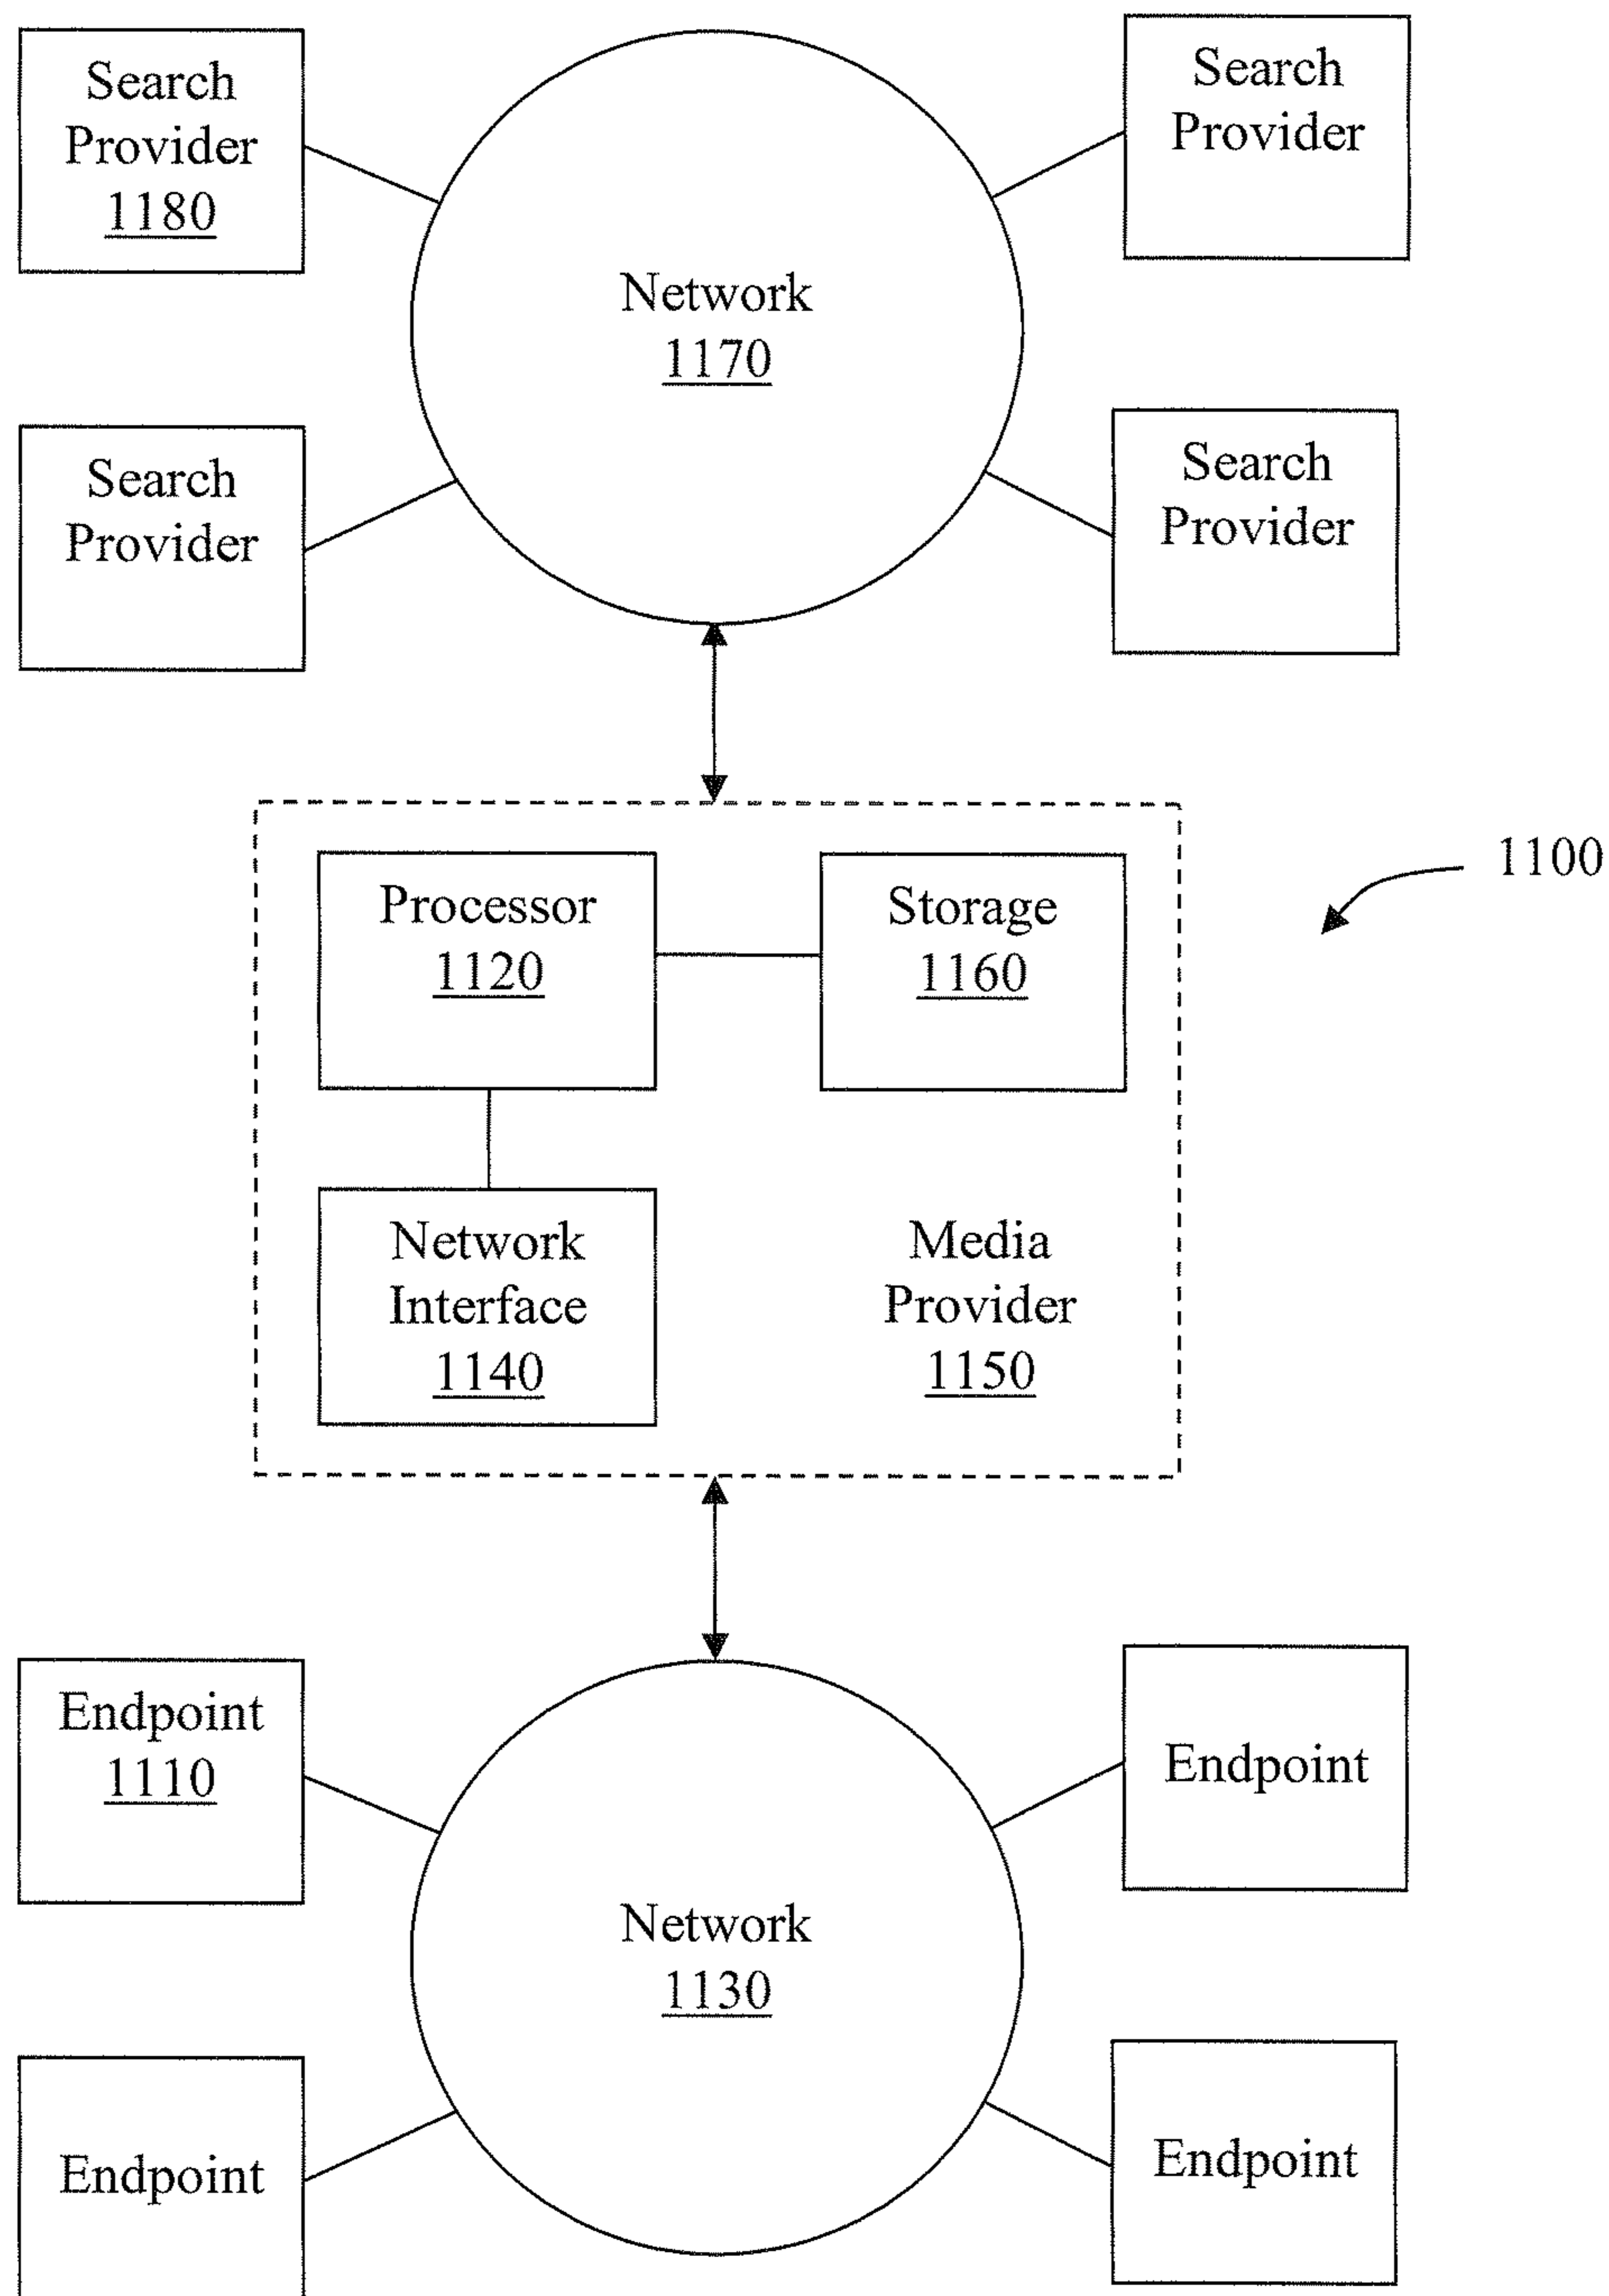 Search
Provider
1180
Search
Provider
Network
1170
Search
Provider
Search
Provider
Processor
1120
Storage
1160
1100
Network
Interface
1140
Media
Provider
1150
Endpoint
1110
Endpoint
Network
1130
Endpoint
Endpoint